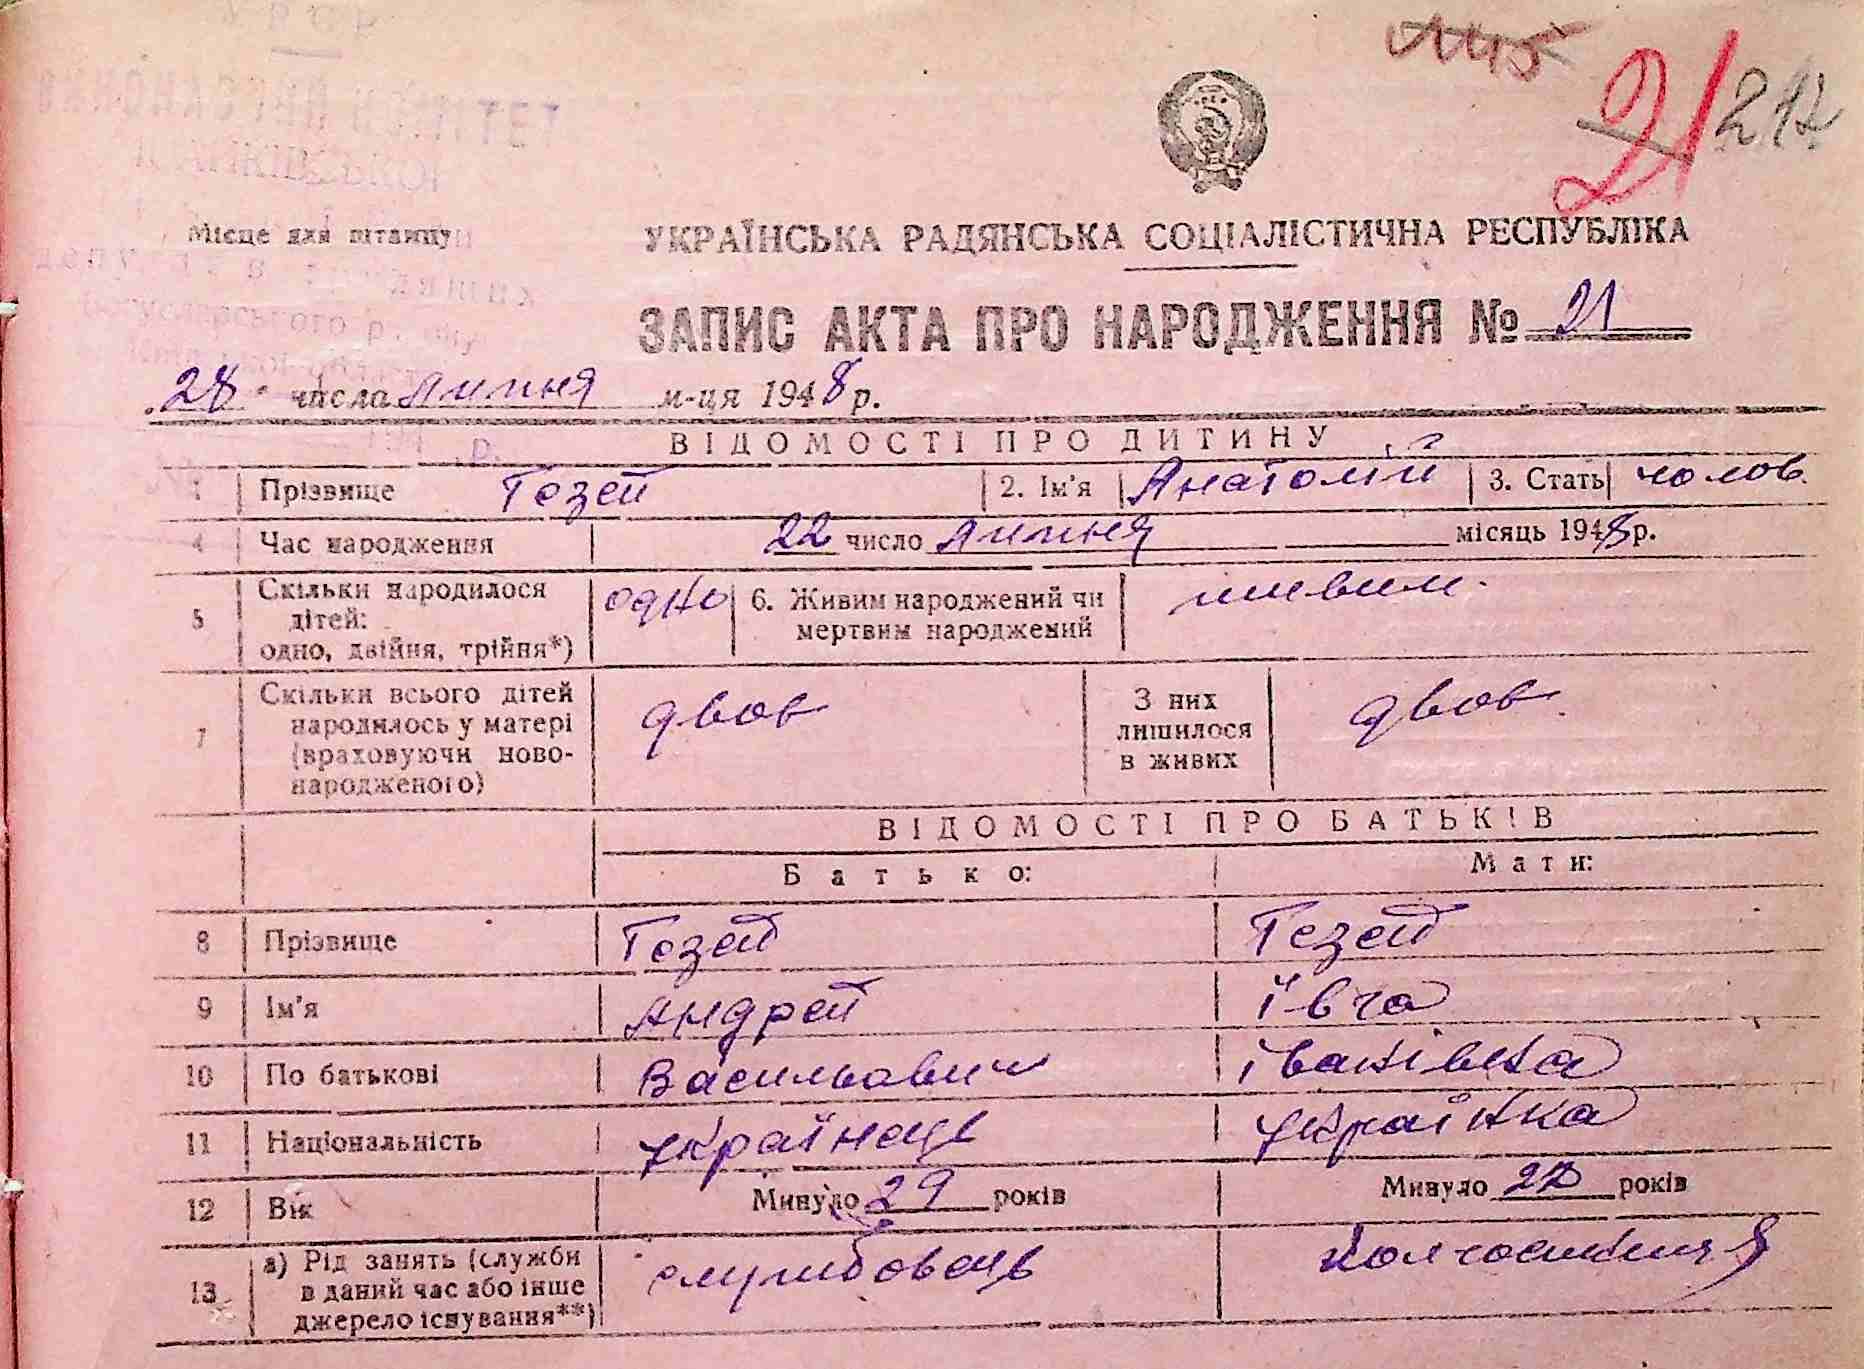 У Р С Р
ВИКОНАВЧИЙ КОМІТЕТ
21 217
Місце для штампу
УКРАЇНСЬКА РАДЯНСЬКА СОЦІАЛІСТИЧНА РЕСПУБЛІКА
ЗАПИС АКТА ПРО НАРОДЖЕННЯ № 21
28 числа липня м-ця 1948 р.
ВІДОМОСТІ ПРО ДИТИНУ
1 Прізвище Гезей 2. Ім'я Анатолій 3. Стать чолов.
4 Час народження 22 число липня місяць 1948 р.
5 Скільки народилося дітей: одно, двійня, трійня*) одно 6. Живим народжений чи мертвим народжений живим.
7 Скільки всього дітей народилось у матері (враховуючи новонародженого) двоє З них лишилося в живих двоє.
ВІДОМОСТІ ПРО БАТЬКІВ
Батько: Мати:
8 Прізвище Гезей Гезей
9 Ім'я Андрей
10 По батькові Васильович Іванівна
11 Національність українець українка
12 Вік Минуло 29 років Минуло років
13 а) Рід занять (служби в даний час або інше джерело існування**) службовець колгоспниця